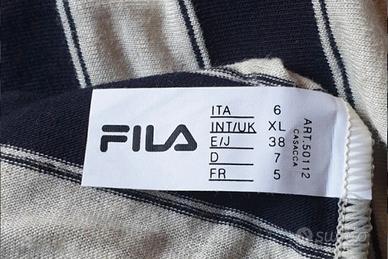 FILA
ITA 6
INT/UK XL
E/J 38
D 7
FR 5
ART.50112
CASACCA